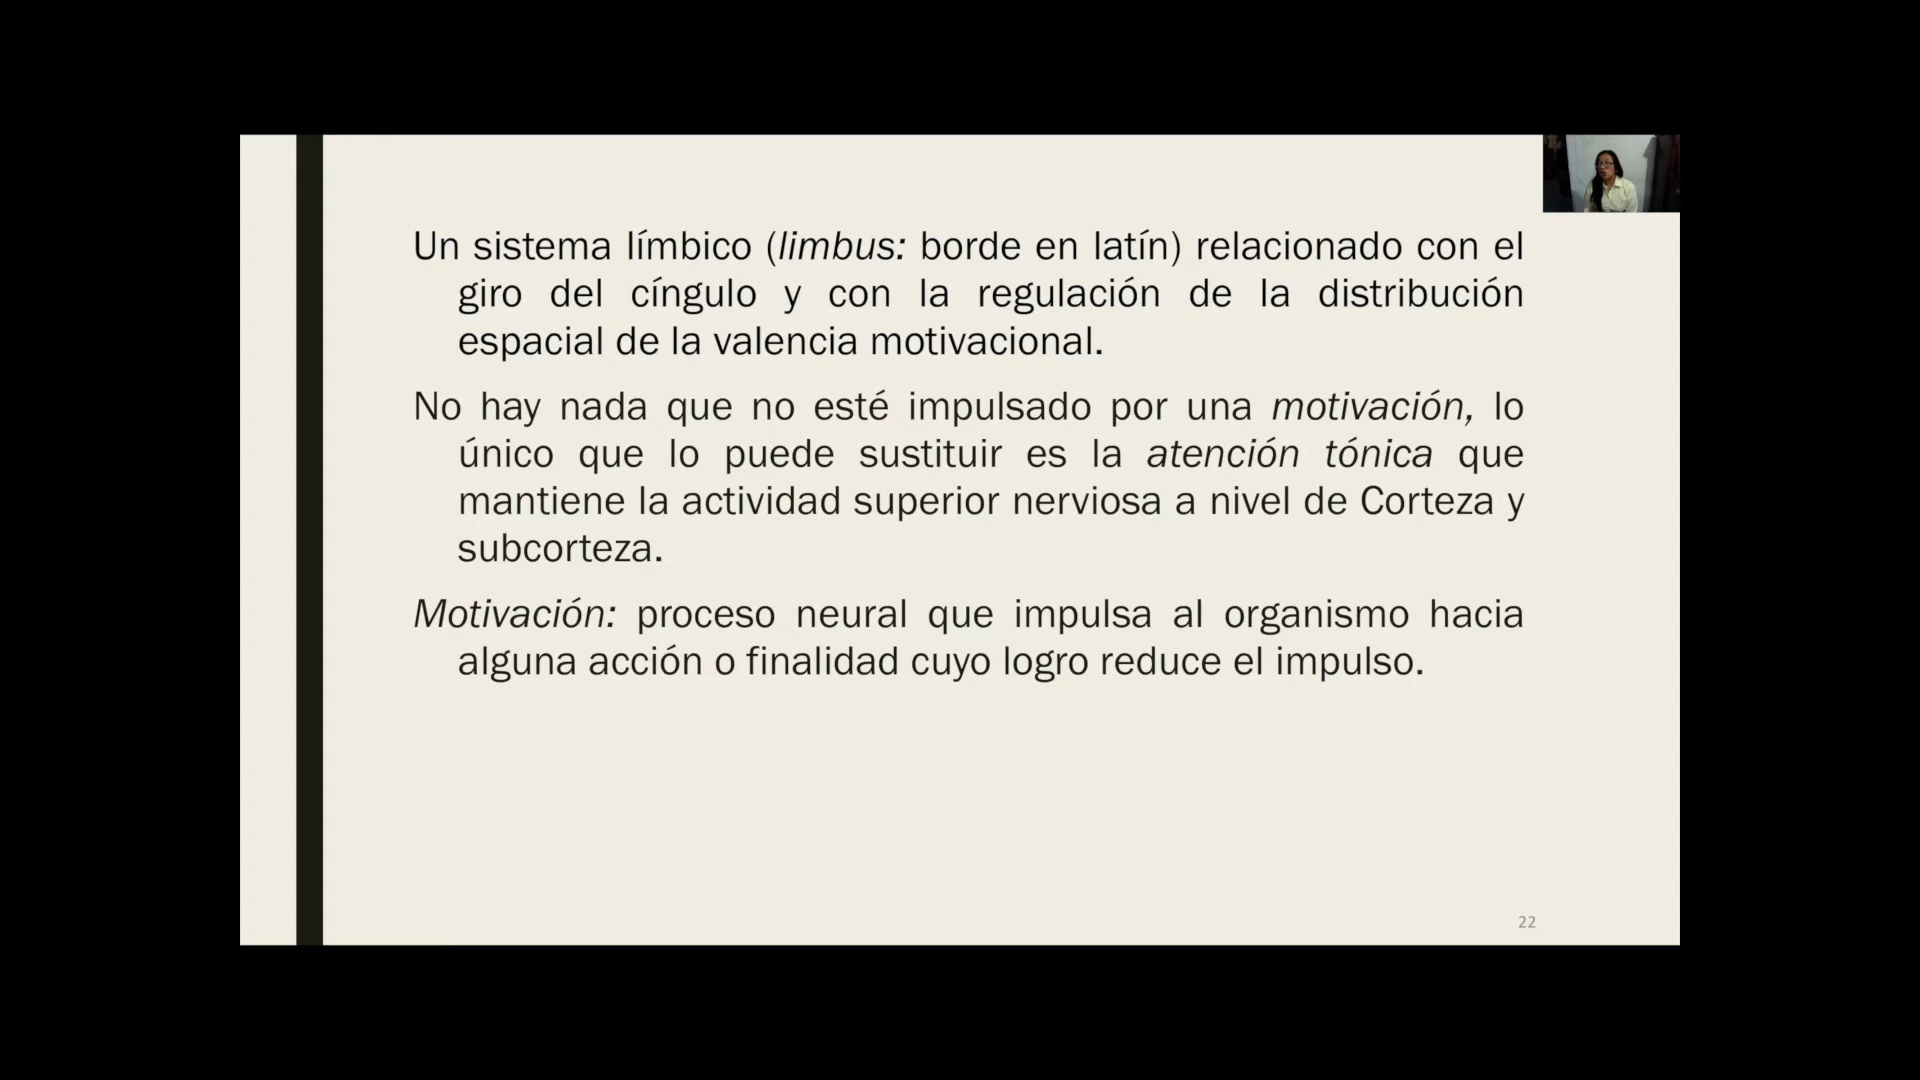 Un sistema límbico (limbus: borde en latín) relacionado con el
giro del cíngulo y con la regulación de la distribución
espacial de la valencia motivacional.
No hay nada que no esté impulsado por una motivación, lo
único que lo puede sustituir es la atención tónica que
mantiene la actividad superior nerviosa a nivel de Corteza y
subcorteza.
Motivación: proceso neural que impulsa al organismo hacia
alguna acción o finalidad cuyo logro reduce el impulso.
22